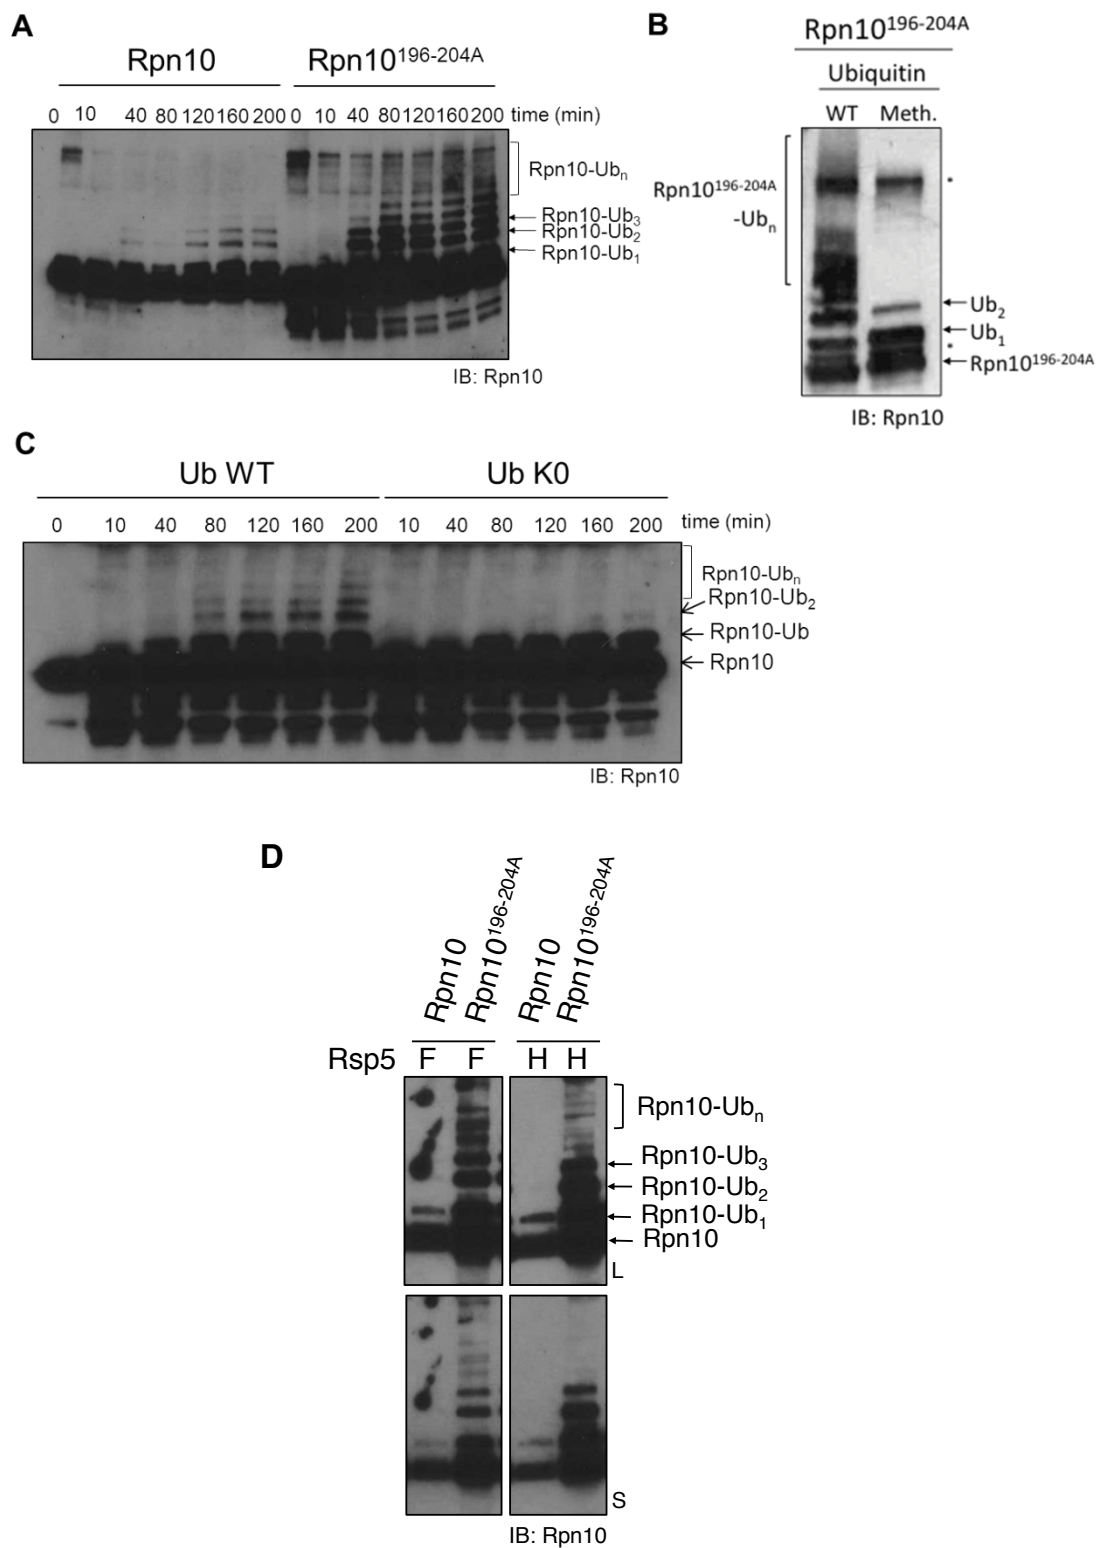 A
Rpn10 Rpn10196-204A
0 10 40 80 120 160 200 0 10 40 80 120 160 200 time (min)
Rpn10-Ubn
Rpn10-Ub3
Rpn10-Ub2
Rpn10-Ub1
IB: Rpn10
B
Rpn10196-204A
Ubiquitin
WT Meth.
Rpn10196-204A
-Ubn
*
Ub2
Ub1
*
Rpn10196-204A
IB: Rpn10
C
Ub WT Ub K0
0 10 40 80 120 160 200 10 40 80 120 160 200 time (min)
Rpn10-Ubn
Rpn10-Ub2
Rpn10-Ub
Rpn10
IB: Rpn10
D
Rpn10 Rpn10196-204A Rpn10 Rpn10196-204A
Rsp5 F F H H
Rpn10-Ubn
Rpn10-Ub3
Rpn10-Ub2
Rpn10-Ub1
Rpn10
L
S
IB: Rpn10